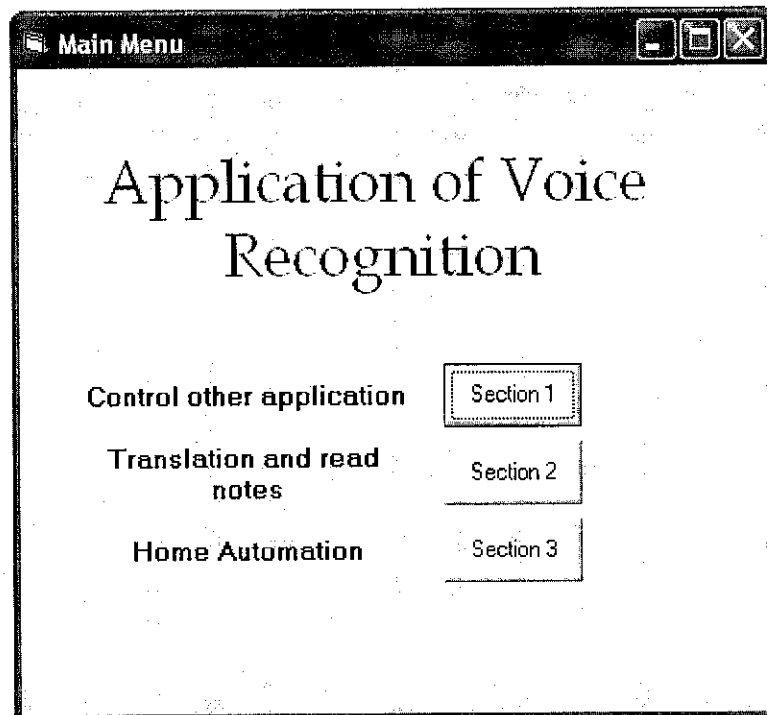 Main Menu
Application of Voice
Recognition
Control other application
Section 1
Translation and read
notes
Section 2
Home Automation
Section 3